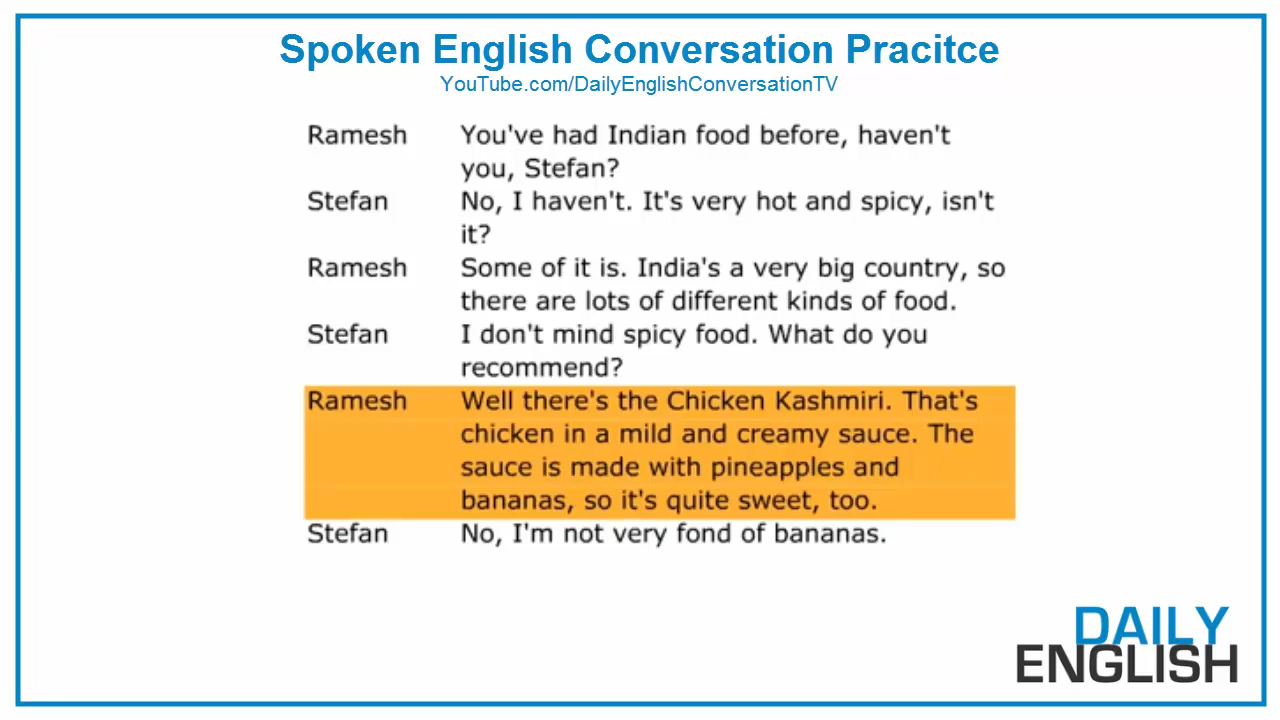 Spoken English Conversation Pracitce
YouTube.com/DailyEnglishConversationTV
Ramesh You've had Indian food before, haven't
you, Stefan?
Stefan No, I haven't. It's very hot and spicy, isn't
it?
Ramesh Some of it is. India's a very big country, so
there are lots of different kinds of food.
Stefan I don't mind spicy food. What do you
recommend?
Ramesh Well there's the Chicken Kashmiri. That's
chicken in a mild and creamy sauce. The
sauce is made with pineapples and
bananas, so it's quite sweet, too.
Stefan No, I'm not very fond of bananas.
DAILY
ENGLISH